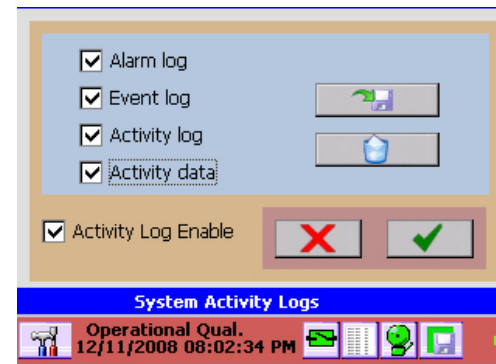 Alarm log
Event log
Activity log
Activity data
Activity Log Enable
System Activity Logs
Operational Qual.
12/11/2008 08:02:34 PM